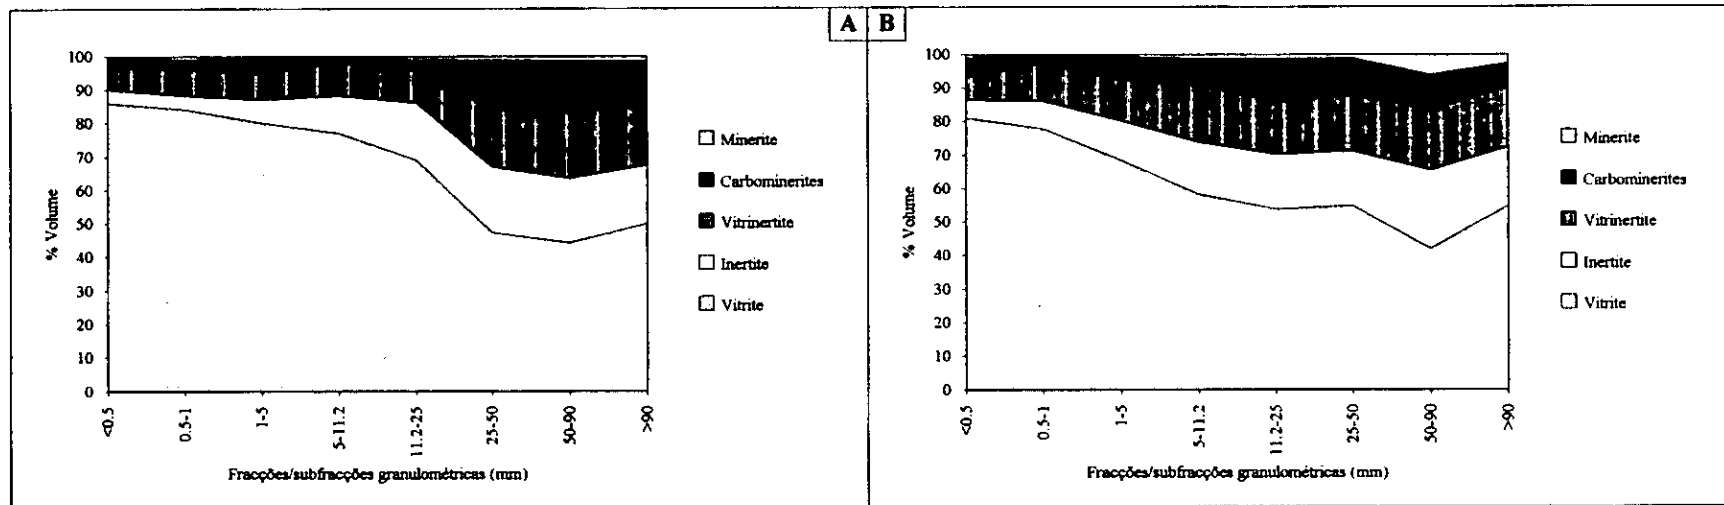 A
B
100
90
80
70
60
50
40
30
20
10
0
% Volume
<0.5
0.5-1
1-5
5-11.2
11.2-25
25-50
50-90
>90
Fracções/subfracções granulométricas (mm)
Minerite
Carbominerites
Vitrinertite
Inertite
Vitrite
100
90
80
70
60
50
40
30
20
10
0
% Volume
<0.5
0.5-1
1-5
5-11.2
11.2-25
25-50
50-90
>90
Fracções/subfracções granulométricas (mm)
Minerite
Carbominerites
Vitrinertite
Inertite
Vitrite